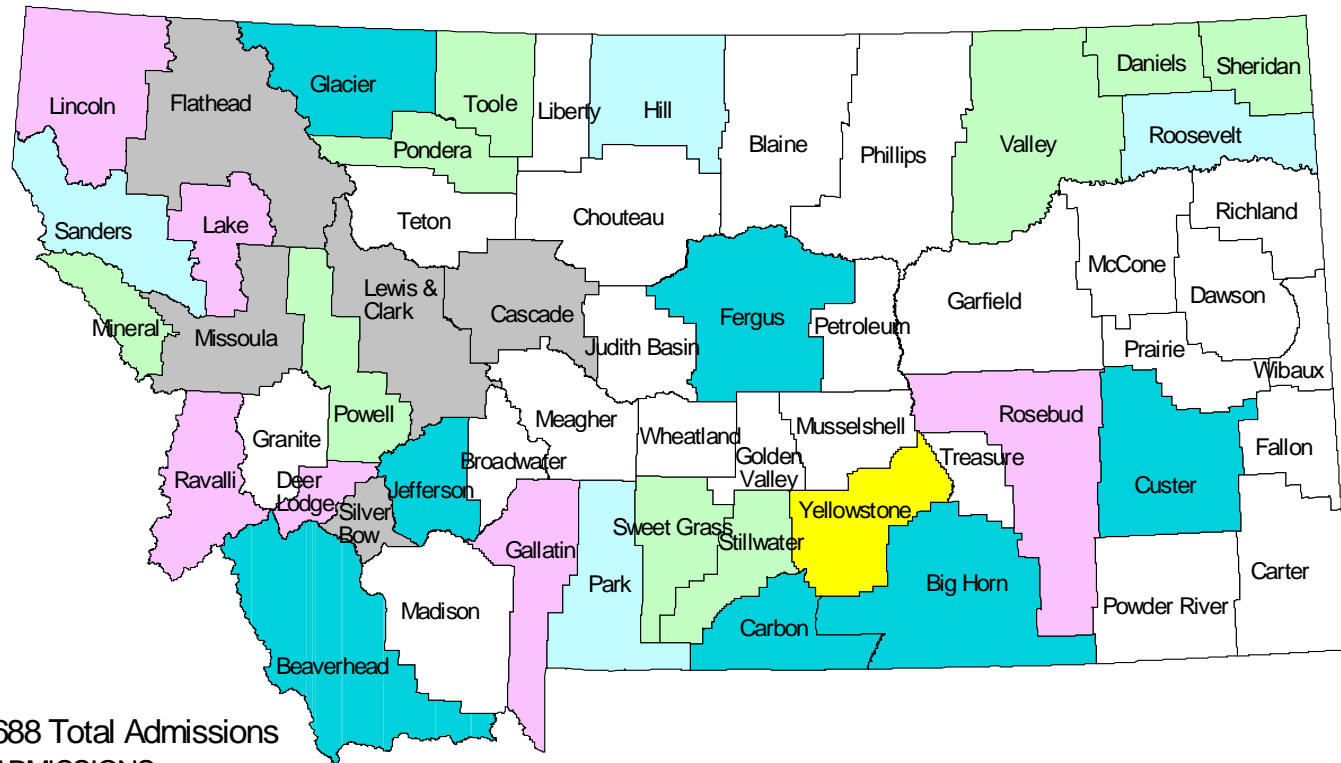 Daniels
Sheridan
Glacier
Lincoln
Flathead
Toole
Liberty
Hill
Roosevelt
Blaine
Valley
Pondera
Phillips
Richland
Teton
Chouteau
Sanders
Lake
McCone
Lewis &
Clark
Dawson
Garfield
Cascade
Fergus
Petroleum
Mineral
Missoula
Judith Basin
Prairie
Wibaux
Powell
Meagher
Rosebud
Musselshell
Granite
Wheatland
Fallon
Broadwater
Golden
Valley
Treasure
Ravalli
Deer
Lodge
Jefferson
Custer
Silver
Bow
Yellowstone
Sweet Grass
Stillwater
Gallatin
Carter
Park
Big Horn
Madison
Powder River
Carbon
Beaverhead
688 Total Admissions
ADMISSIONS